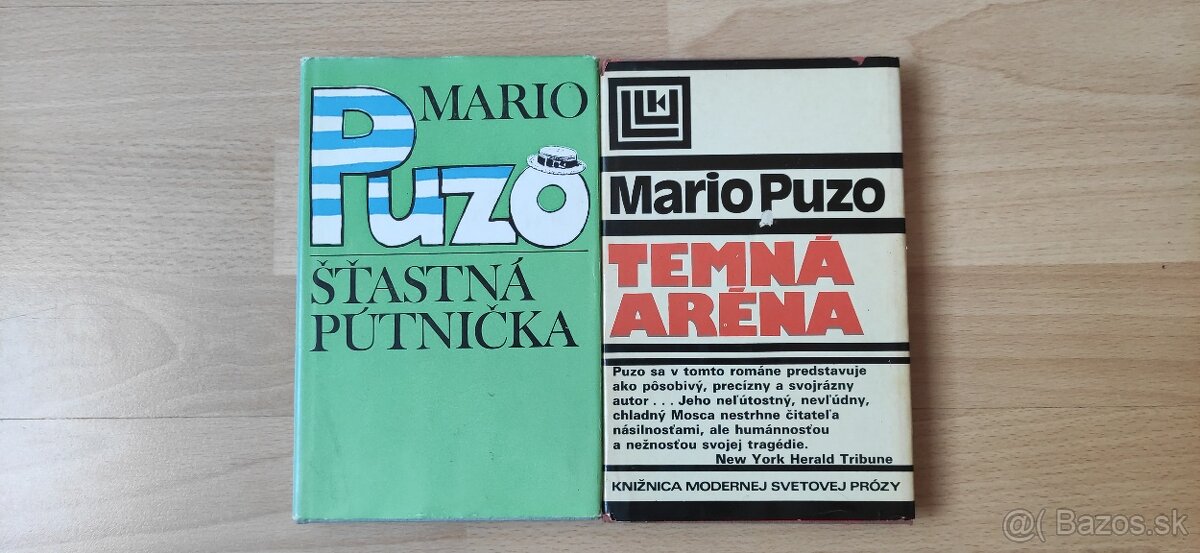 MARIO
Puzo
ŠŤASTNÁ
PÚTNIČKA
Mario Puzo
TEMNÁ
ARÉNA
Puzo sa v tomto románe predstavuje
ako pôsobivý, precízny a svojrázny
autor . . . Jeho neľútostný, nevľúdny,
chladný Mosca nestrhne čitateľa
násilnosťami, ale humánnosťou
a nežnosťou svojej tragédie.
New York Herald Tribune
KNIŽNICA MODERNEJ SVETOVEJ PRÓZY
@( Bazos.sk